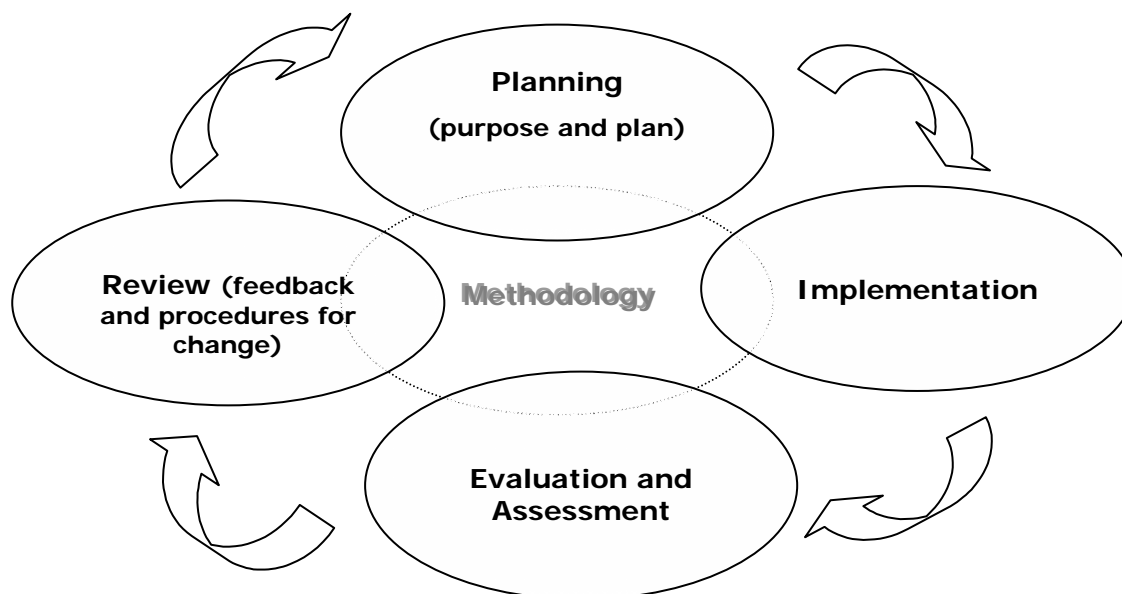 Planning
(purpose and plan)
Review (feedback
and procedures for
change)
Methodology
Implementation
Evaluation and
Assessment